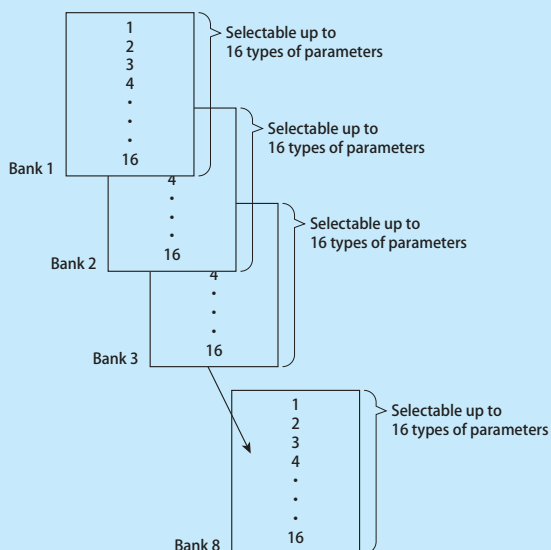 1
2
3
4
·
·
·
16
Selectable up to
16 types of parameters
Bank 1
4
·
·
·
·
16
Selectable up to
16 types of parameters
Bank 2
4
·
·
·
·
16
Selectable up to
16 types of parameters
Bank 3
1
2
3
4
·
·
·
16
Selectable up to
16 types of parameters
Bank 8